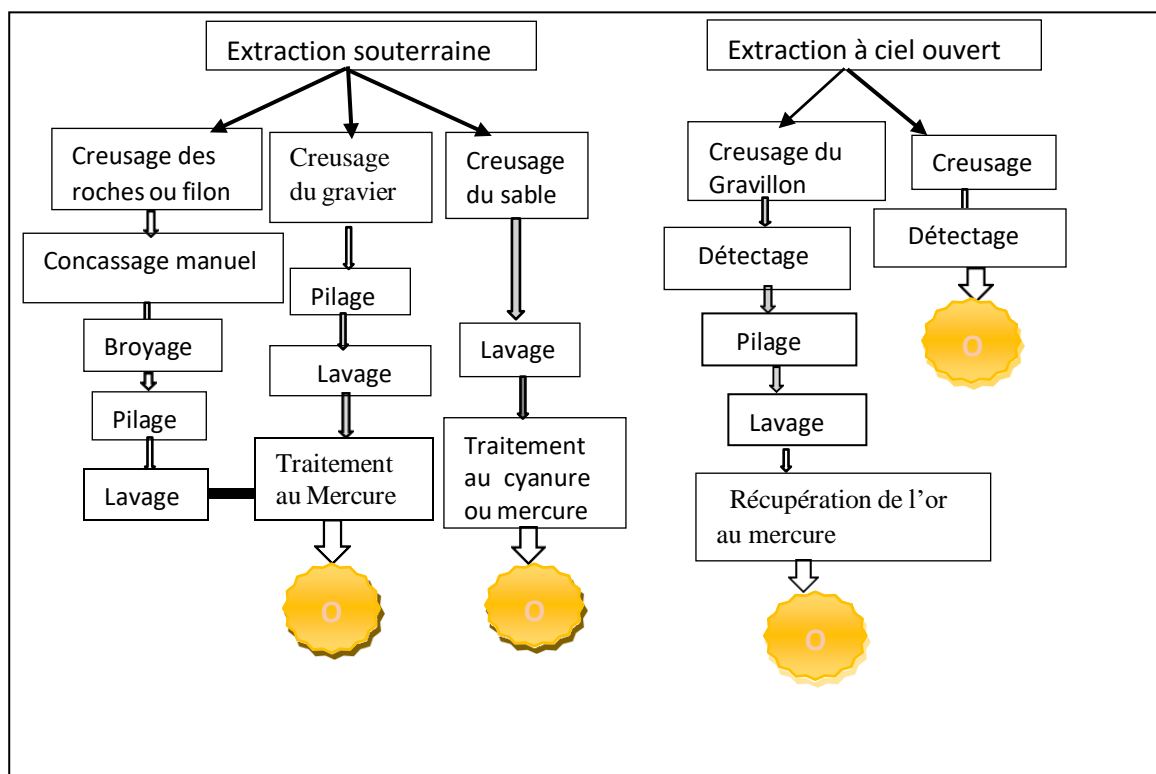 Extraction souterraine
Extraction à ciel ouvert
Creusage des
roches ou filon
Creusage
du gravier
Creusage
du sable
Creusage du
Gravillon
Creusage
Concassage manuel
Pilage
Détectage
Détectage
Broyage
Lavage
Lavage
Pilage
O
Pilage
Lavage
Lavage
Traitement
au Mercure
Traitement
au cyanure
ou mercure
Récupération de l’or
au mercure
O
O
O